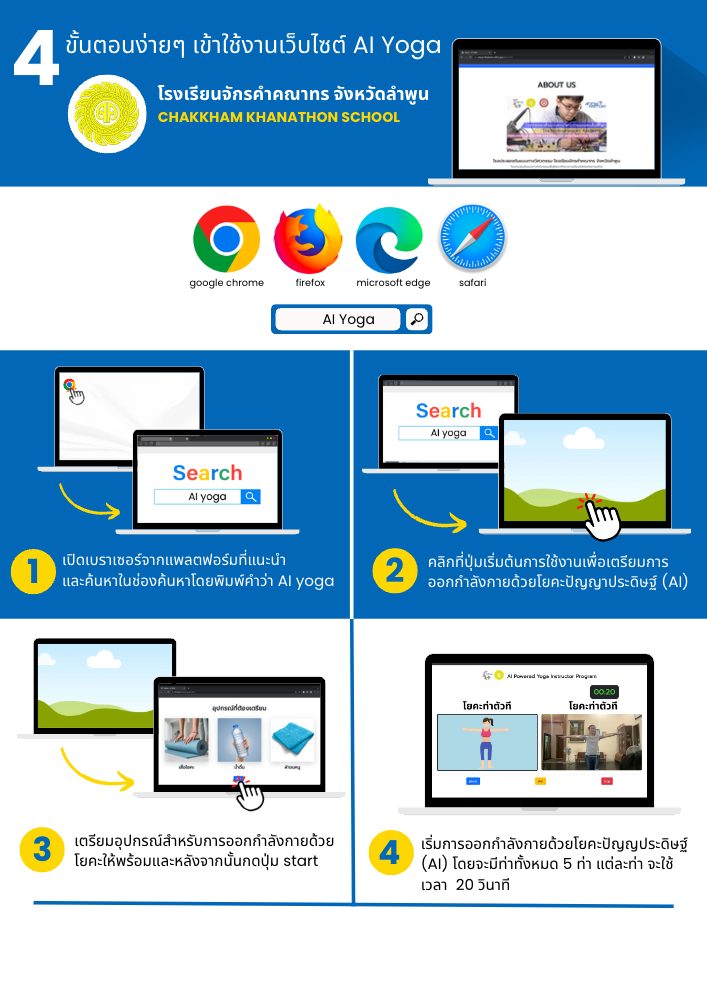 4
ขั้นตอนง่ายๆ เข้าใช้งานเว็บไซต์ AI Yoga
โรงเรียนจักรคำคณาทร จังหวัดลำพูน
CHAKKHAM KHANATHON SCHOOL
ABOUT US
google chrome
firefox
microsoft edge
safari
AI Yoga
Search
AI yoga
Search
AI yoga
1
เปิดเบราเซอร์จากแพลตฟอร์มที่แนะนำ
และค้นหาในช่องค้นหาโดยพิมพ์คำว่า AI yoga
2
คลิกที่ปุ่มเริ่มต้นการใช้งานเพื่อเตรียมการ
ออกกำลังกายด้วยโยคะปัญญาประดิษฐ์ (AI)
อุปกรณ์ที่ต้องเตรียม
เสื่อโยคะ
น้ำดื่ม
ผ้าขนหนู
AI Powered Yoga Instructor Program
00:20
โยคะท่าตัวที
โยคะท่าตัวที
3
เตรียมอุปกรณ์สำหรับการออกกำลังกายด้วย
โยคะให้พร้อมและหลังจากนั้นกดปุ่ม start
4
เริ่มการออกกำลังกายด้วยโยคะปัญญประดิษฐ์
(AI) โดยจะมีท่าทั้งหมด 5 ท่า แต่ละท่า จะใช้
เวลา 20 วินาที